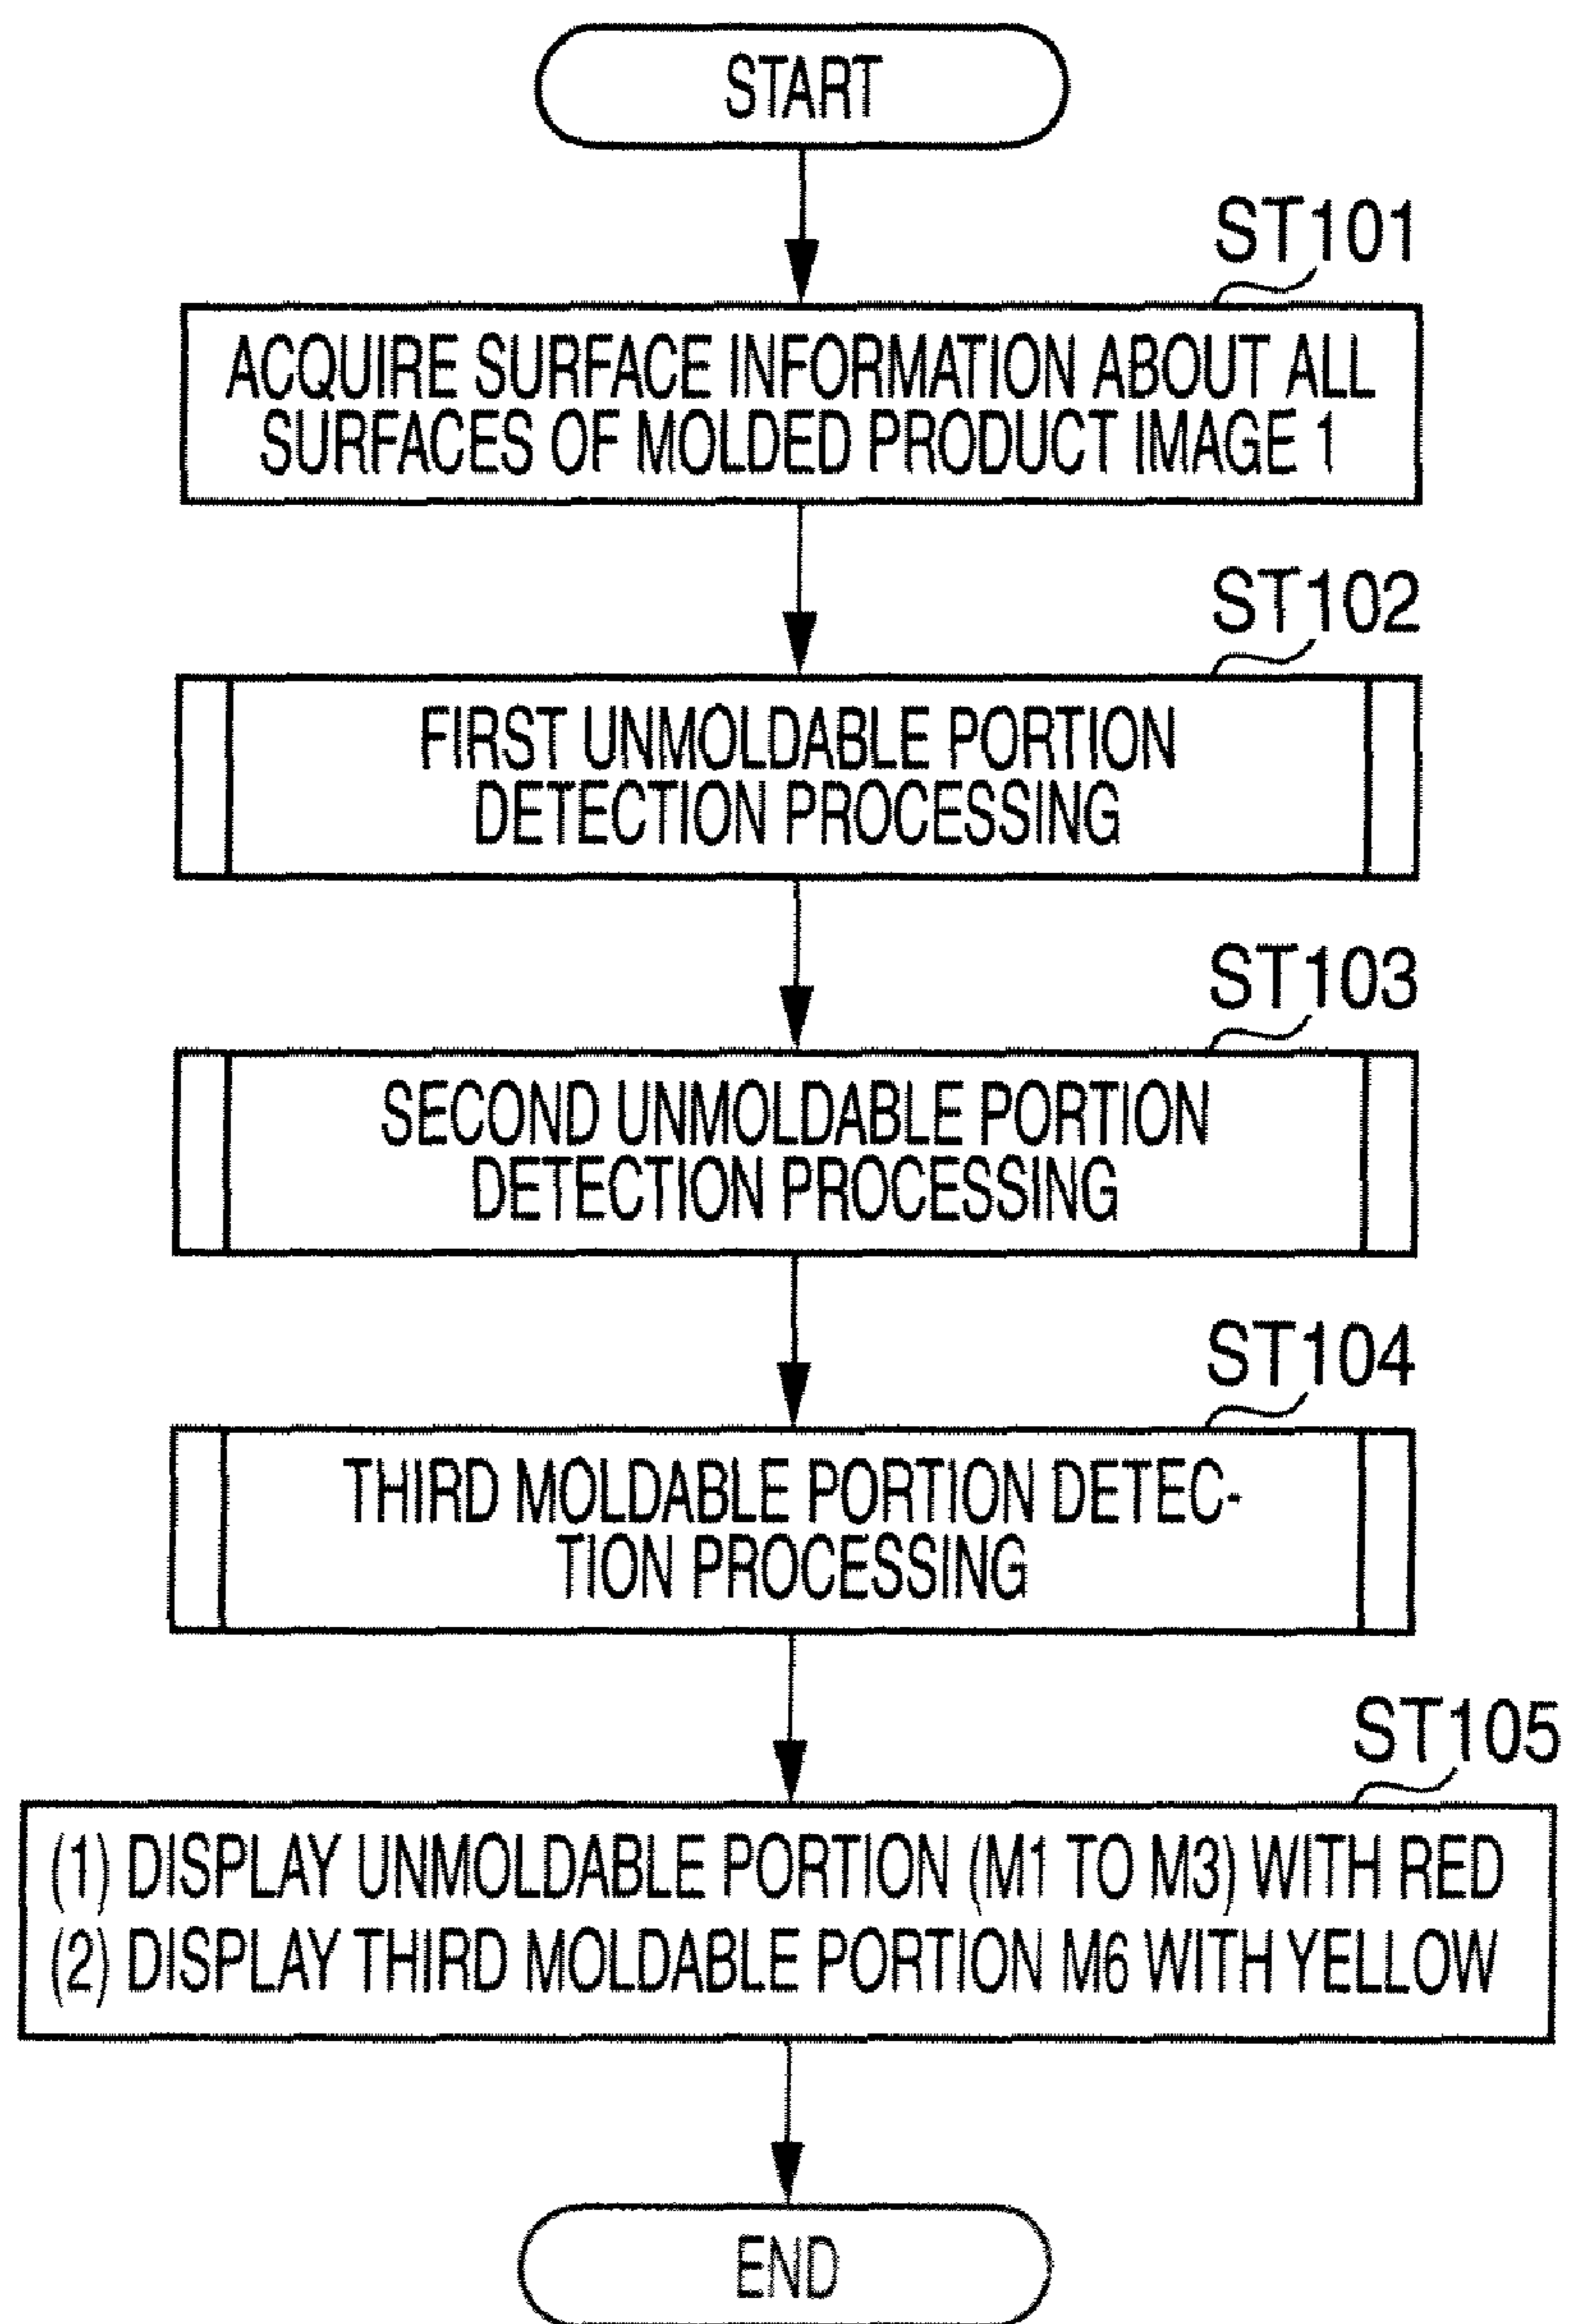 START
ST101
ACQUIRE SURFACE INFORMATION ABOUT ALL
SURFACES OF MOLDED PRODUCT IMAGE 1
ST102
FIRST UNMOLDABLE PORTION
DETECTION PROCESSING
ST103
SECOND UNMOLDABLE PORTION
DETECTION PROCESSING
ST104
THIRD MOLDABLE PORTION DETEC-
TION PROCESSING
ST105
(1) DISPLAY UNMOLDABLE PORTION (M1 TO M3) WITH RED
(2) DISPLAY THIRD MOLDABLE PORTION M6 WITH YELLOW
END